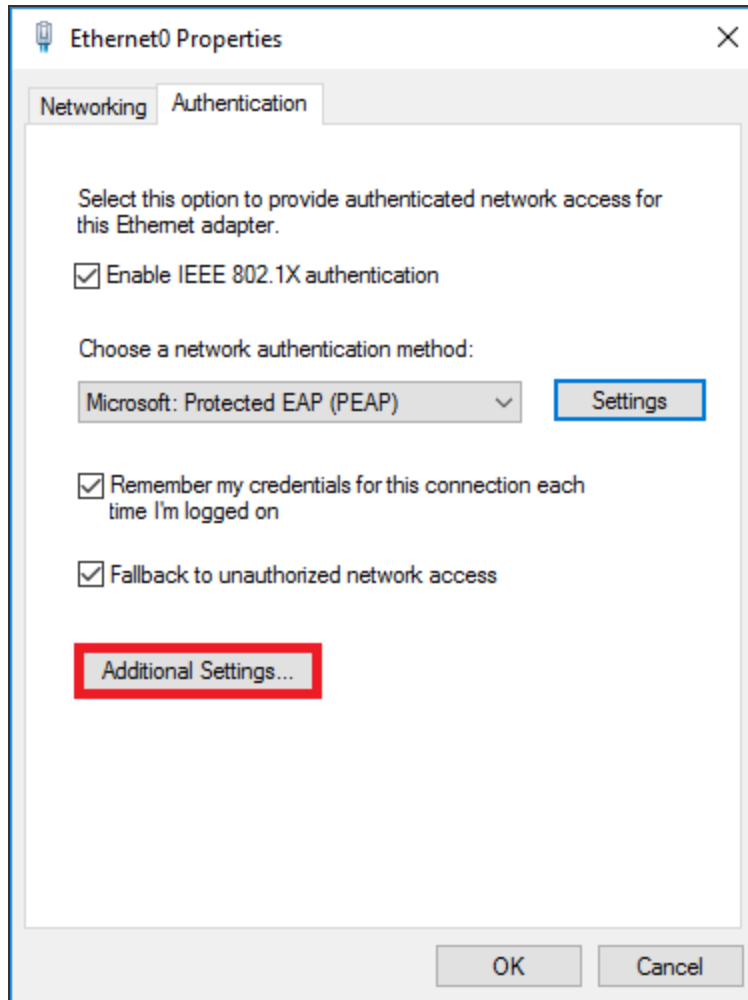 Ethernet0 Properties
Networking
Authentication
Select this option to provide authenticated network access for
this Ethernet adapter.
Enable IEEE 802.1X authentication
Choose a network authentication method:
Microsoft: Protected EAP (PEAP)
Settings
Remember my credentials for this connection each
time I'm logged on
Fallback to unauthorized network access
Additional Settings...
OK
Cancel